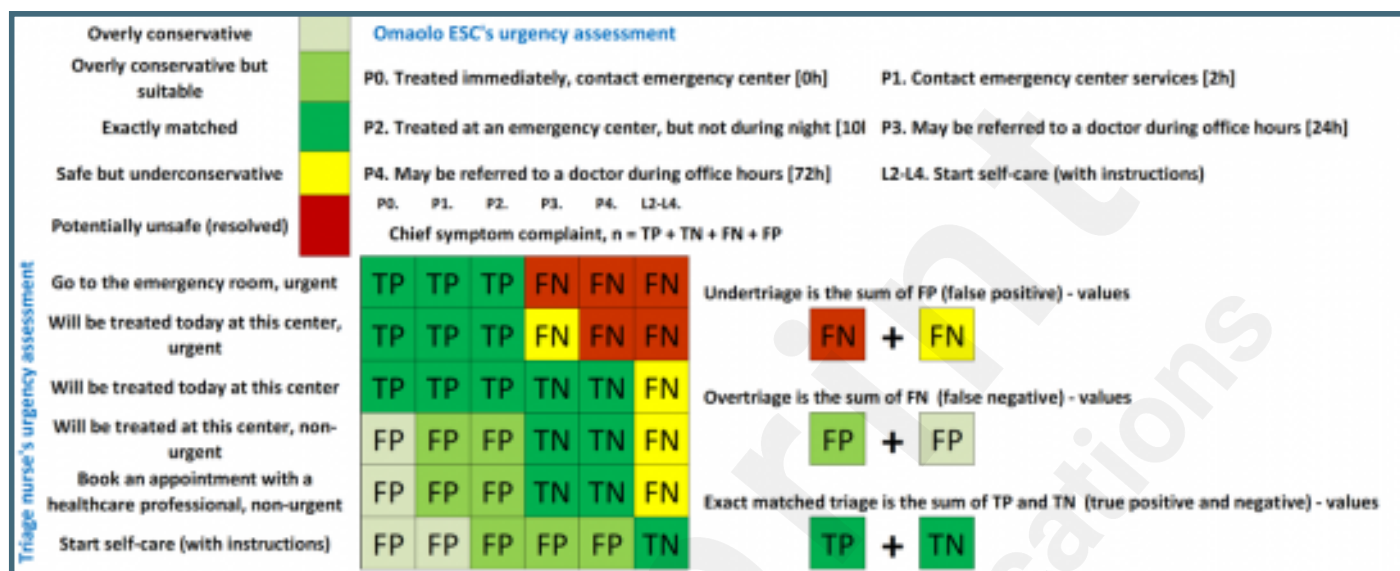 Overly conservative
Omaolo ESC's urgency assessment
Overly conservative but
suitable
P0. Treated immediately, contact emergency center [0h]
P1. Contact emergency center services [2h]
Exactly matched
P2. Treated at an emergency center, but not during night [10
P3. May be referred to a doctor during office hours [24h]
Safe but underconservative
P4. May be referred to a doctor during office hours [72h]
L2-L4. Start self-care (with instructions)
P0. P1. P2. P3. P4. L2-L4.
Potentially unsafe (resolved)
Chief symptom complaint, n = TP + TN + FN + FP
Triage nurse's urgency assessment
Go to the emergency room, urgent
TP TP TP FN FN FN
Will be treated today at this center,
urgent
TP TP TP FN FN FN
Will be treated today at this center
TP TP TP TN TN FN
Will be treated at this center, non-
urgent
FP FP FP TN TN FN
Book an appointment with a
healthcare professional, non-urgent
FP FP FP TN TN FN
Start self-care (with instructions)
FP FP FP FP FP TN
Undertriage is the sum of FP (false positive) - values
FN + FN
Overtriage is the sum of FN (false negative) - values
FP + FP
Exact matched triage is the sum of TP and TN (true positive and negative) - values
TP + TN